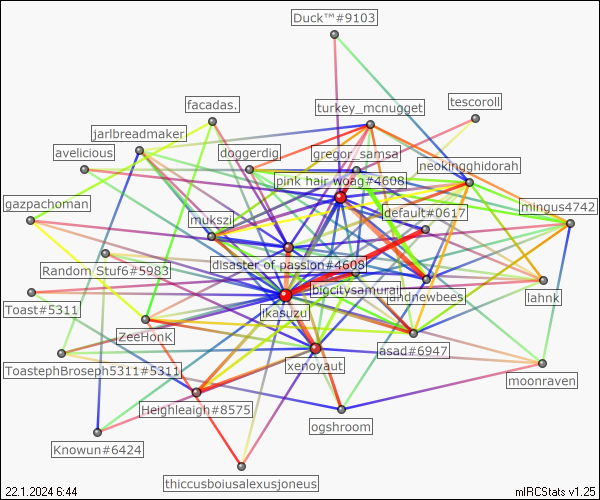 Duck™#9103
tescoroll
facadas.
turkey_mcnugget
jarlbreadmaker
gregor_samsa
avelicious
doggerdig
neokingghidorah
pink hair woag#4608
gazpachoman
mukszi
default#0617
mingus4742
Random Stuf6#5983
disaster of passion#4608
bigcitysamurai
undnewbees
lahnk
Toast#5311
ikasuzu
ZeeHonk
asad#6947
ToastephBroseph5311#5311
xenoyaut
moonraven
Heighleigh#8575
ogshroom
Knowun#6424
thiccusboiusalexusjoneus
22.1.2024 6:44
mIRCStats v1.25